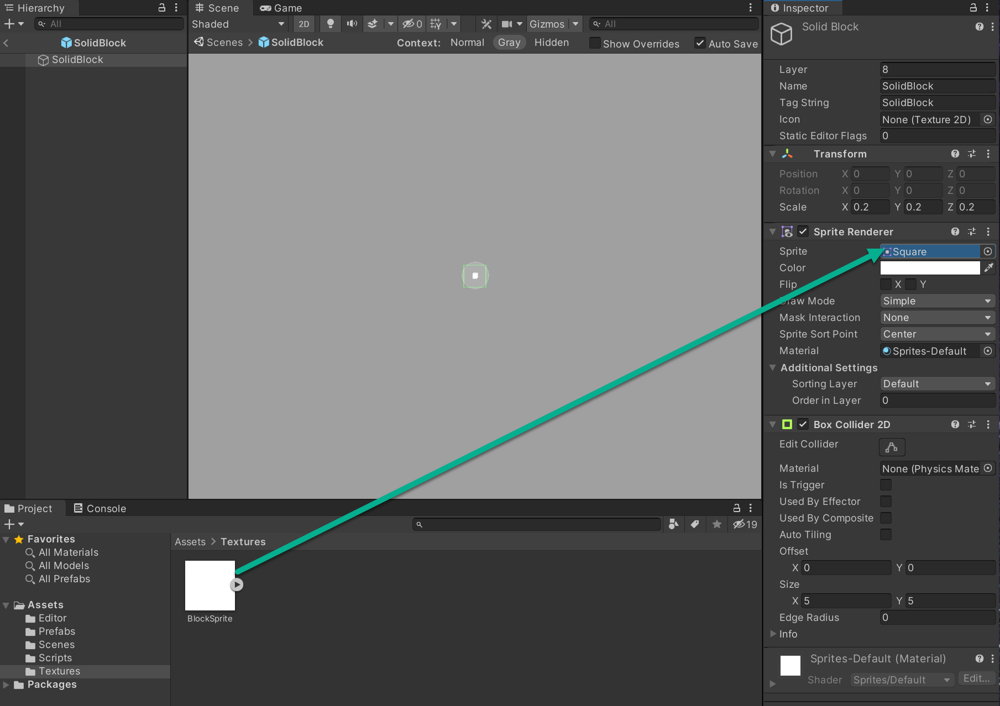 Hierarchy
All
SolidBlock
SolidBlock
Scene
Game
Shaded
2D
0
Gizmos
All
Scenes
SolidBlock
Context:
Normal
Gray
Hidden
Show Overrides
Auto Save
Inspector
Solid Block
Layer 8
Name SolidBlock
Tag String SolidBlock
Icon None (Texture 2D)
Static Editor Flags 0
Transform
Position X 0 Y 0 Z 0
Rotation X 0 Y 0 Z 0
Scale X 0.2 Y 0.2 Z 0.2
Sprite Renderer
Sprite Square
Color
Flip X Y
Draw Mode Simple
Mask Interaction None
Sprite Sort Point Center
Material Sprites-Default
Additional Settings
Sorting Layer Default
Order in Layer 0
Box Collider 2D
Edit Collider
Material None (Physics Mate
Is Trigger
Used By Effector
Used By Composite
Auto Tiling
Offset
X 0 Y 0
Size
X 5 Y 5
Edge Radius 0
Info
Sprites-Default (Material)
Shader Sprites/Default Edit...
Project
Console
19
Favorites
All Materials
All Models
All Prefabs
Assets
Editor
Prefabs
Scenes
Scripts
Textures
Packages
Assets > Textures
BlockSprite